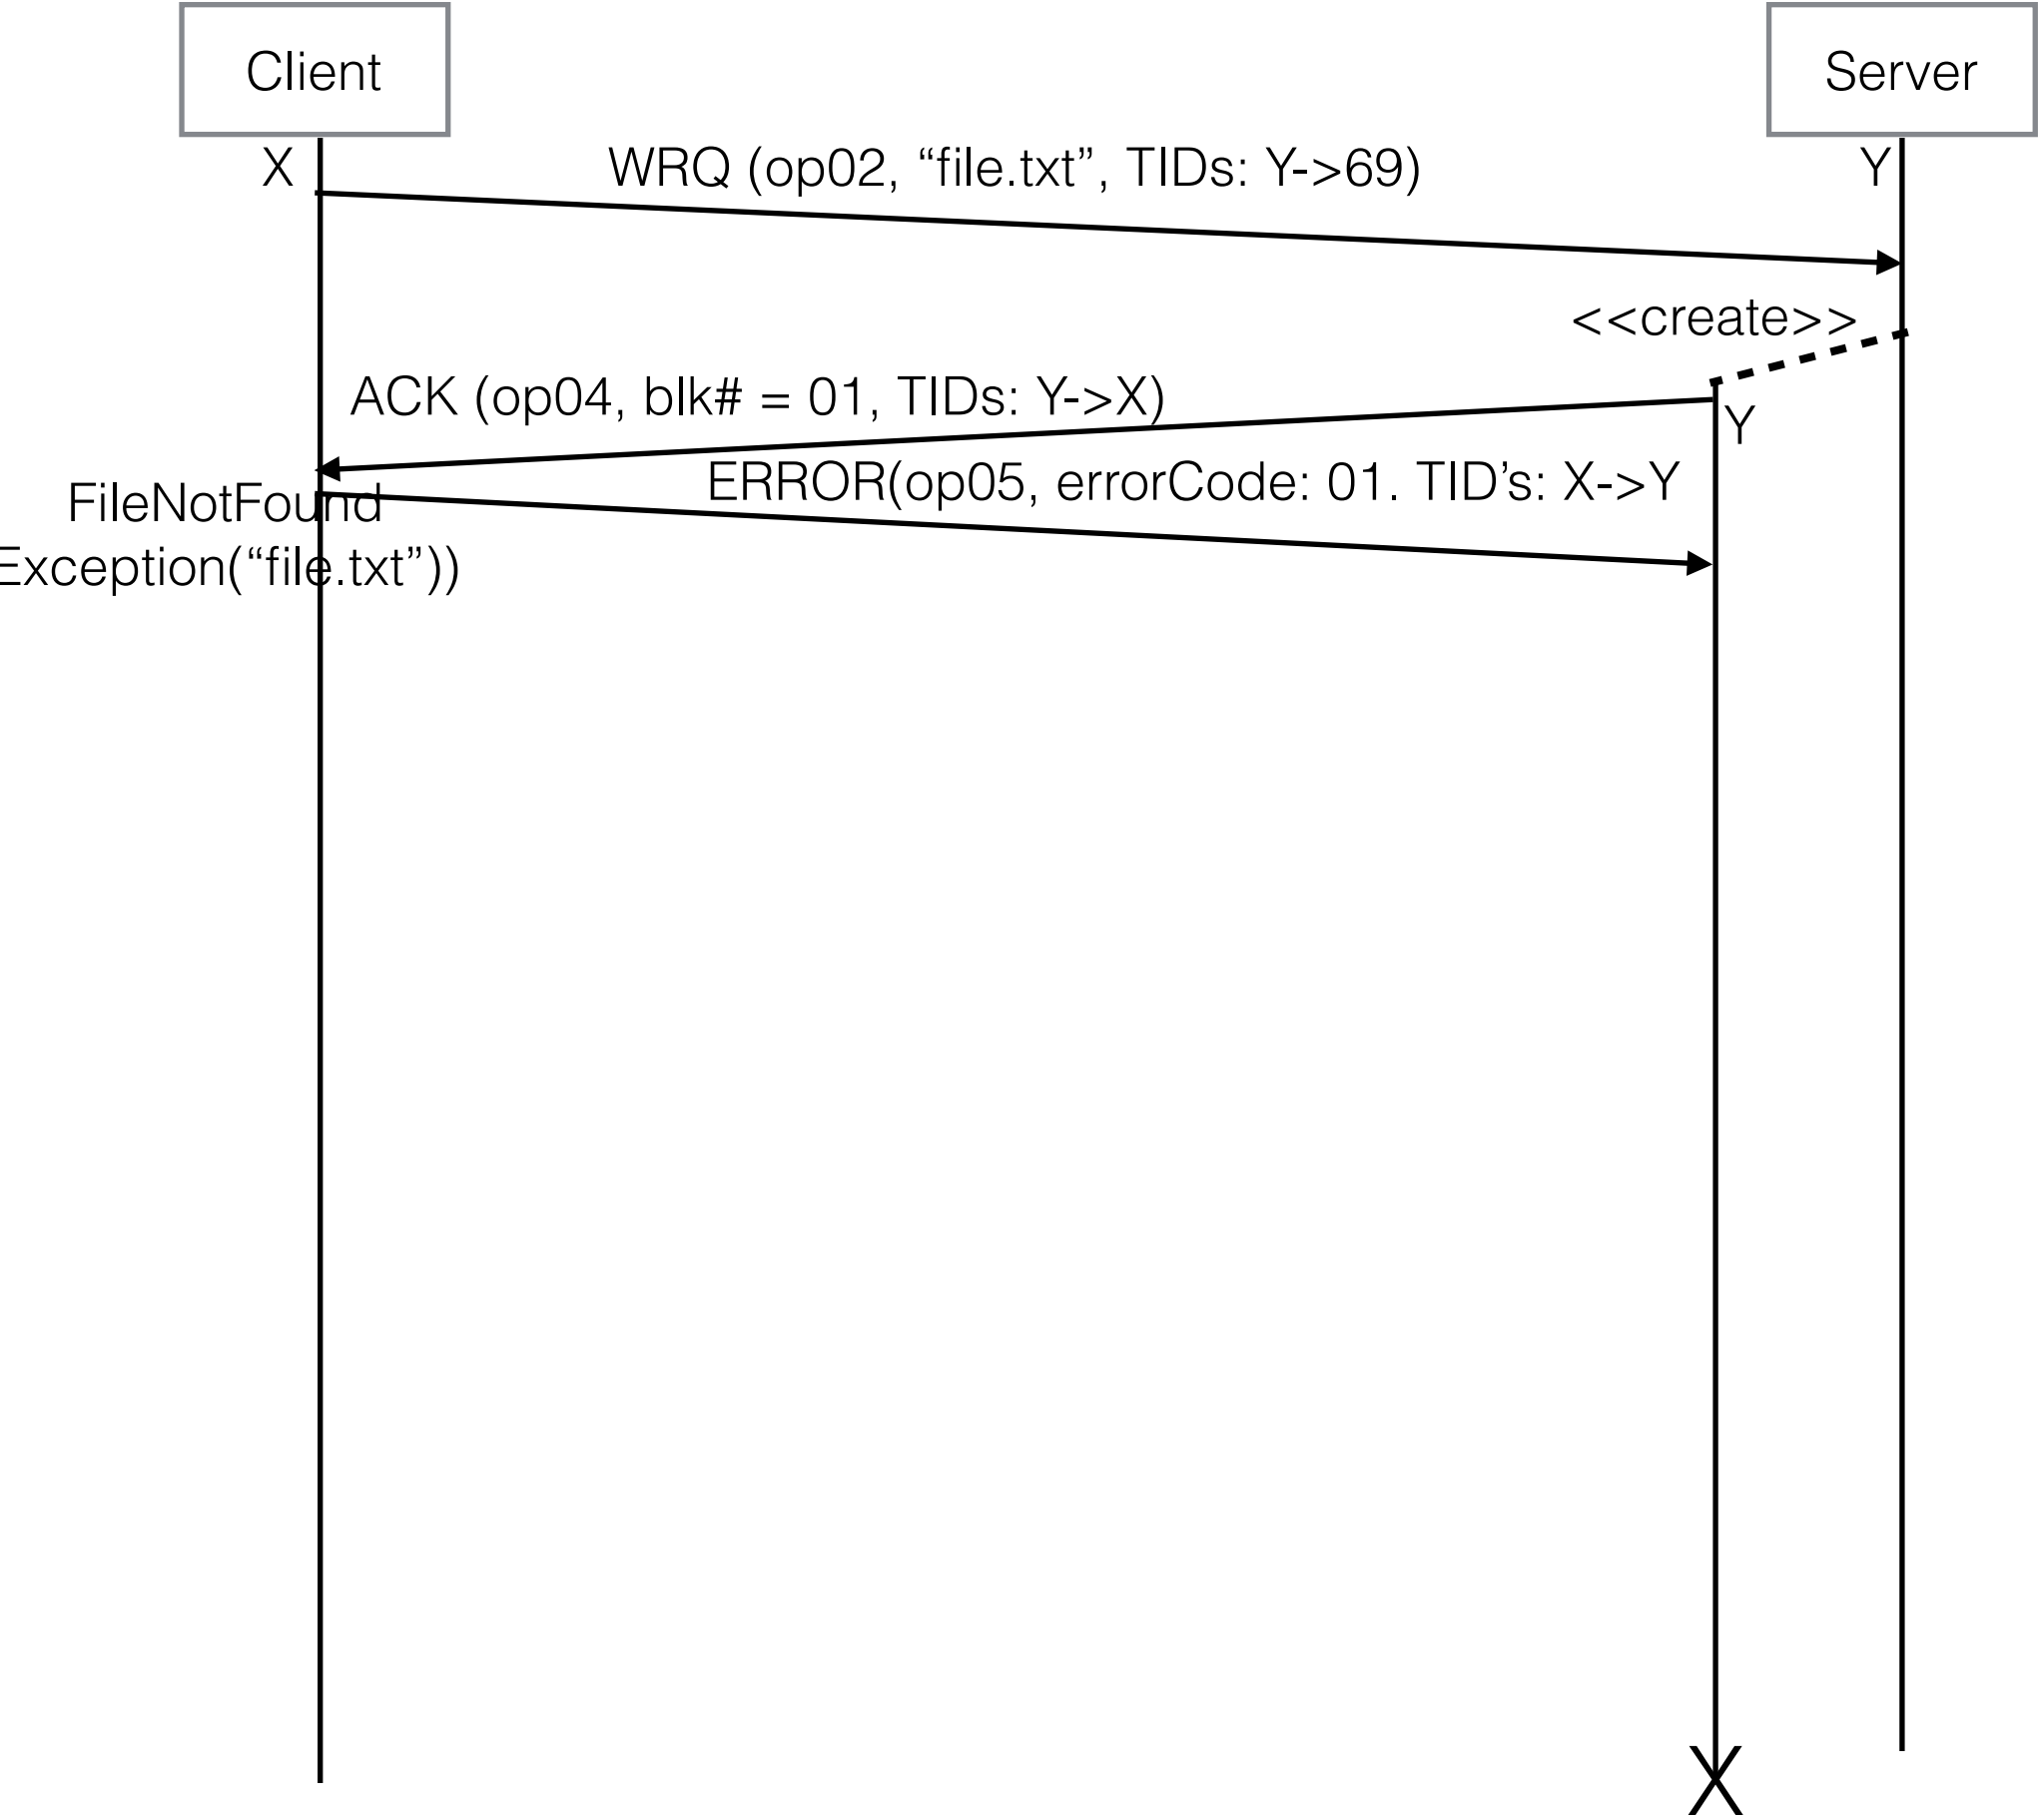 Client
Server
X
WRQ (op02, “file.txt”, TIDs: Y->69)
Y
<<create>>
ACK (op04, blk# = 01, TIDs: Y->X)
Y
ERROR(op05, errorCode: 01. TID’s: X->Y
FileNotFound
Exception(“file.txt”))
X